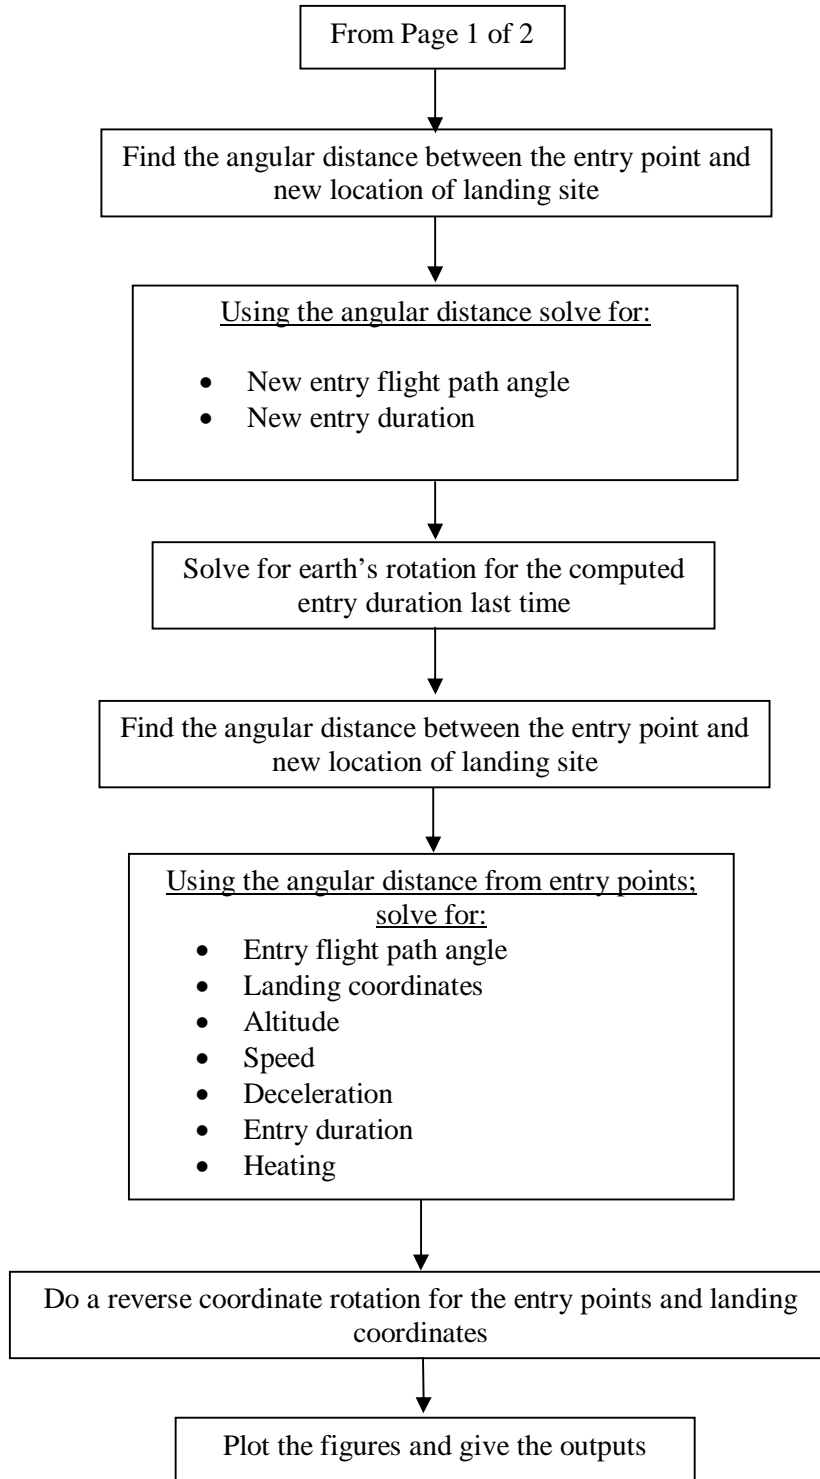 From Page 1 of 2
Find the angular distance between the entry point and
new location of landing site
Using the angular distance solve for:
• New entry flight path angle
• New entry duration
Solve for earth’s rotation for the computed
entry duration last time
Find the angular distance between the entry point and
new location of landing site
Using the angular distance from entry points;
solve for:
• Entry flight path angle
• Landing coordinates
• Altitude
• Speed
• Deceleration
• Entry duration
• Heating
Do a reverse coordinate rotation for the entry points and landing
coordinates
Plot the figures and give the outputs